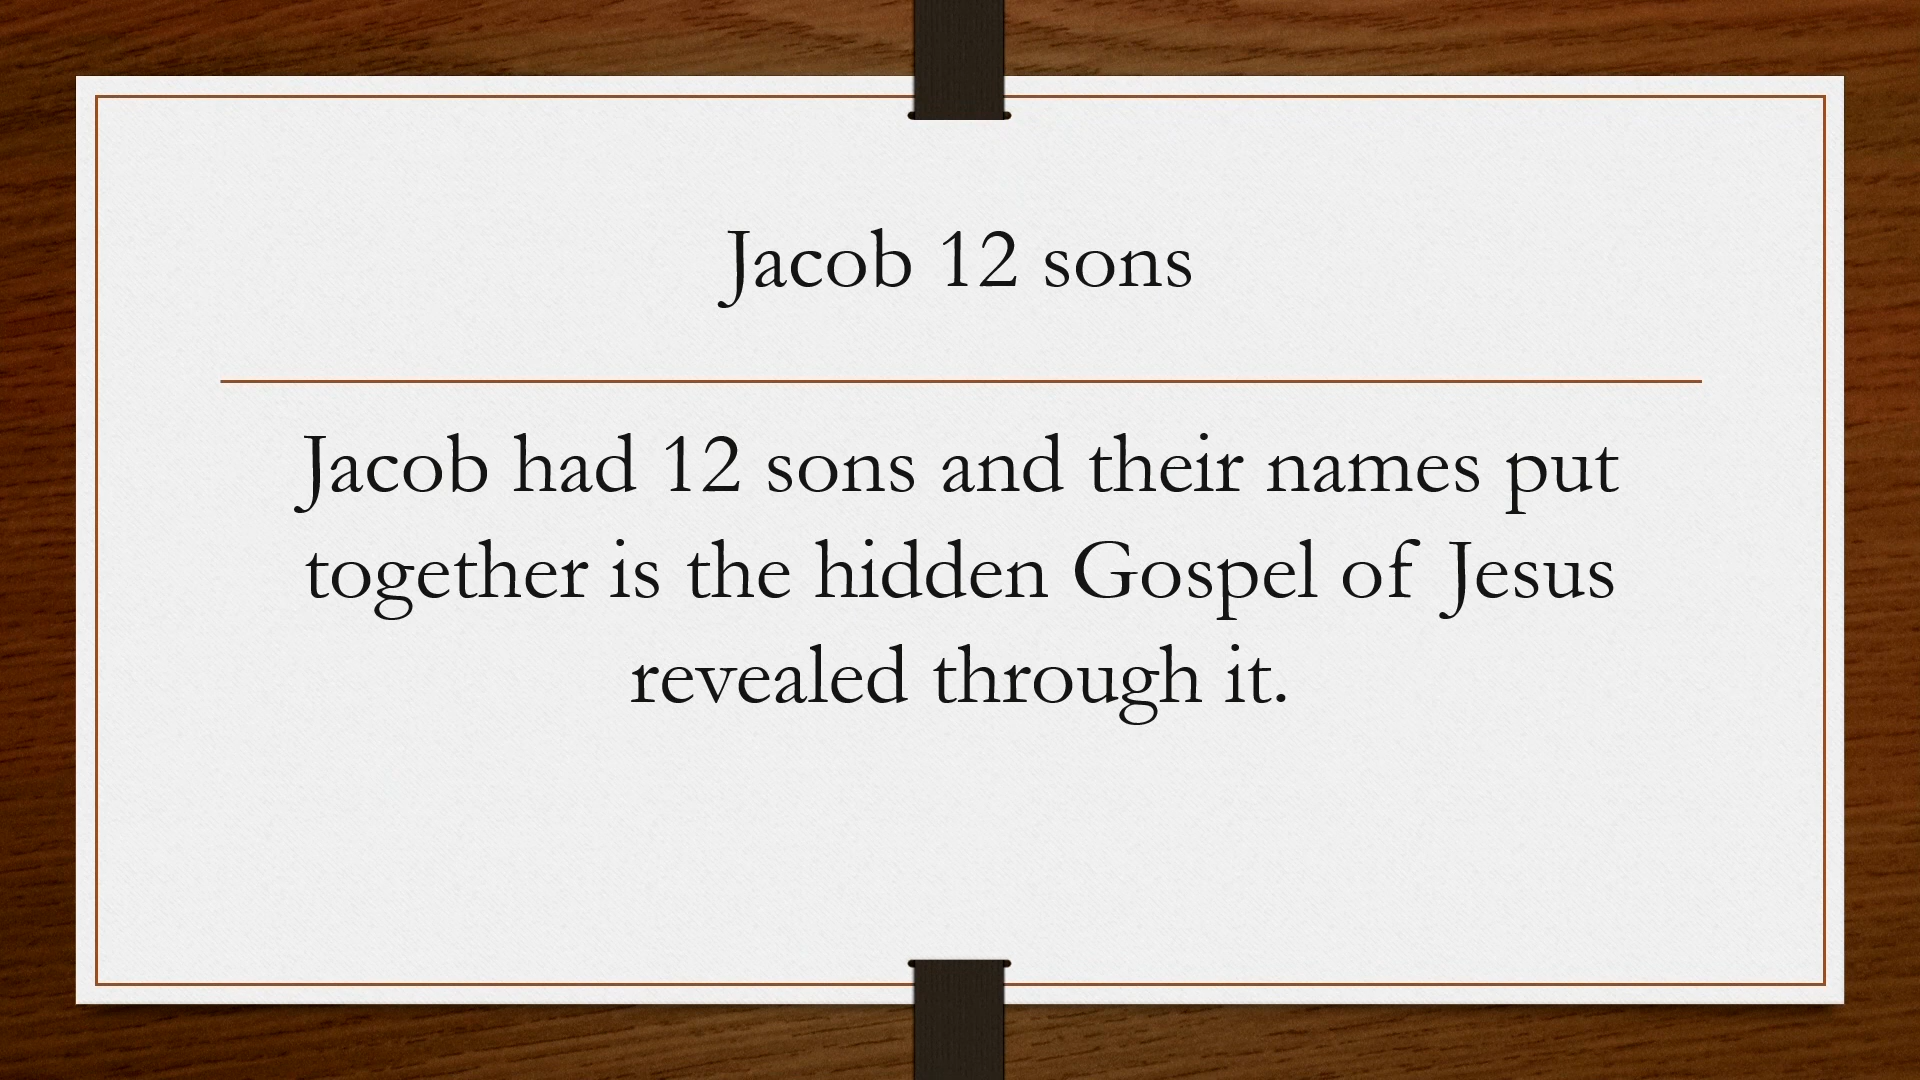 Jacob 12 sons
Jacob had 12 sons and their names put
together is the hidden Gospel of Jesus
revealed through it.